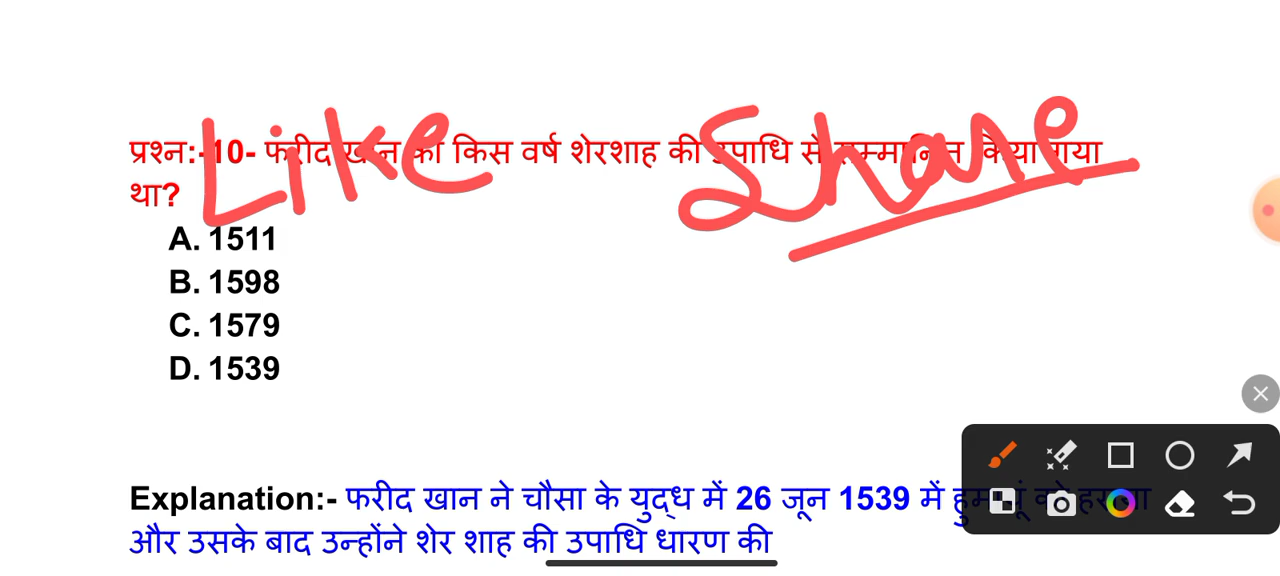 Like Share
प्रश्न:-10- फरीद खान को किस वर्ष शेरशाह की उपाधि से सम्मानित किया गया
था?
A. 1511
B. 1598
C. 1579
D. 1539
Explanation:- फरीद खान ने चौसा के युद्ध में 26 जून 1539 में
और उसके बाद उन्होंने शेर शाह की उपाधि धारण की